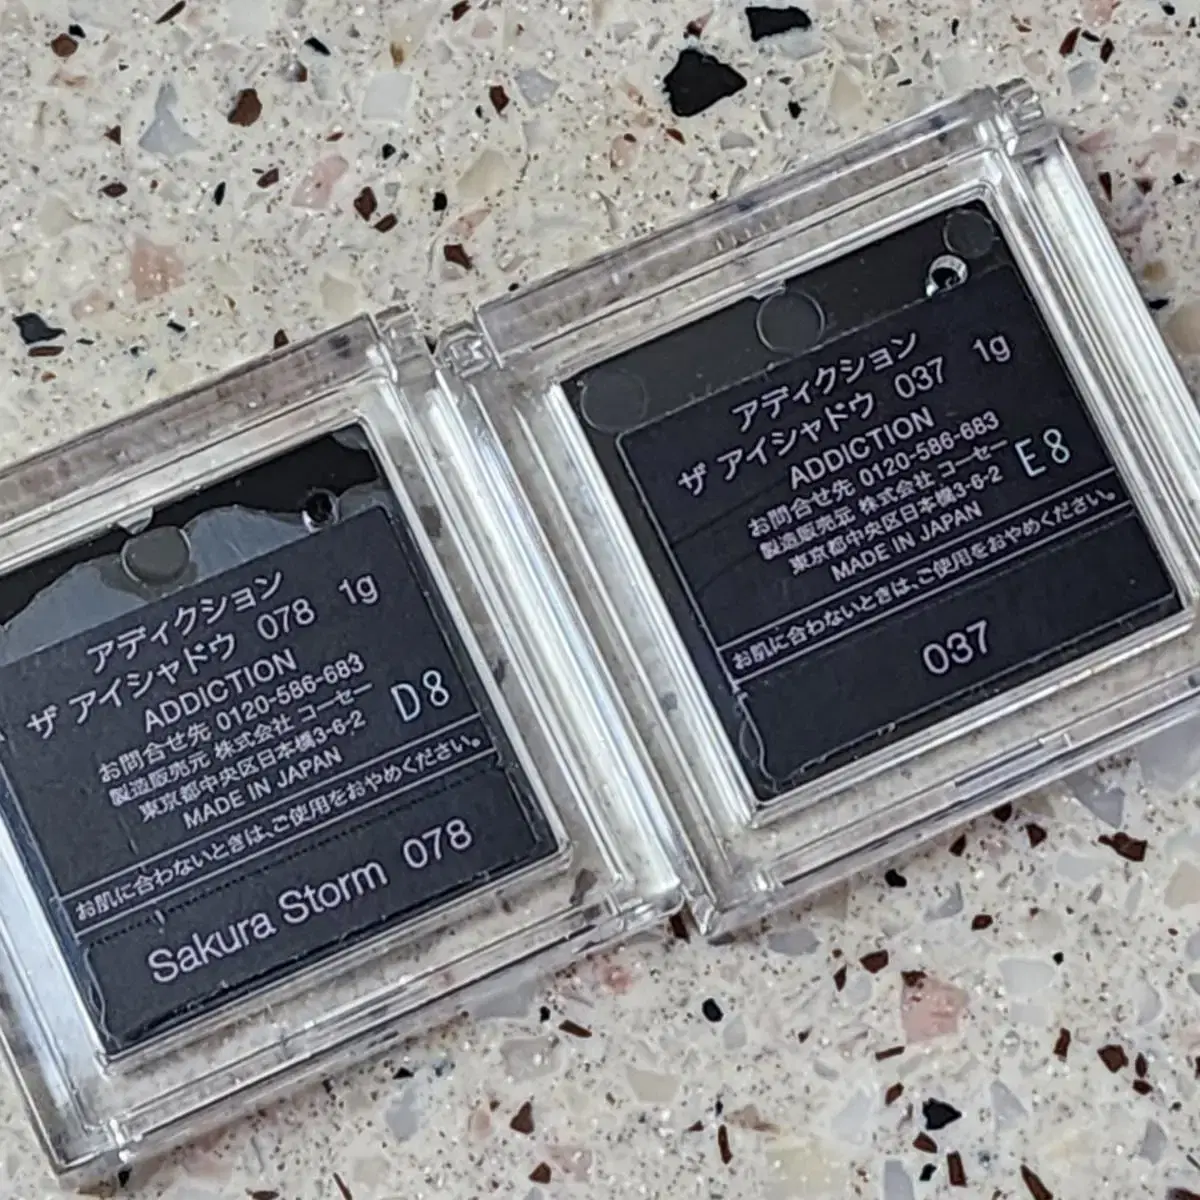 アディクション
ザ アイシャドウ 078 1g
ADDICTION
お問合せ先 0120-586-683
製造販売元 株式会社 コーセー
東京都中央区日本橋3-6-2
MADE IN JAPAN
D8
お肌に合わないときは、ご使用をおやめください。
Sakura Storm 078
アディクション
ザ アイシャドウ 037 1g
ADDICTION
お問合せ先 0120-586-683
製造販売元 株式会社 コーセー
東京都中央区日本橋3-6-2
MADE IN JAPAN
E8
お肌に合わないときは、ご使用をおやめください。
037